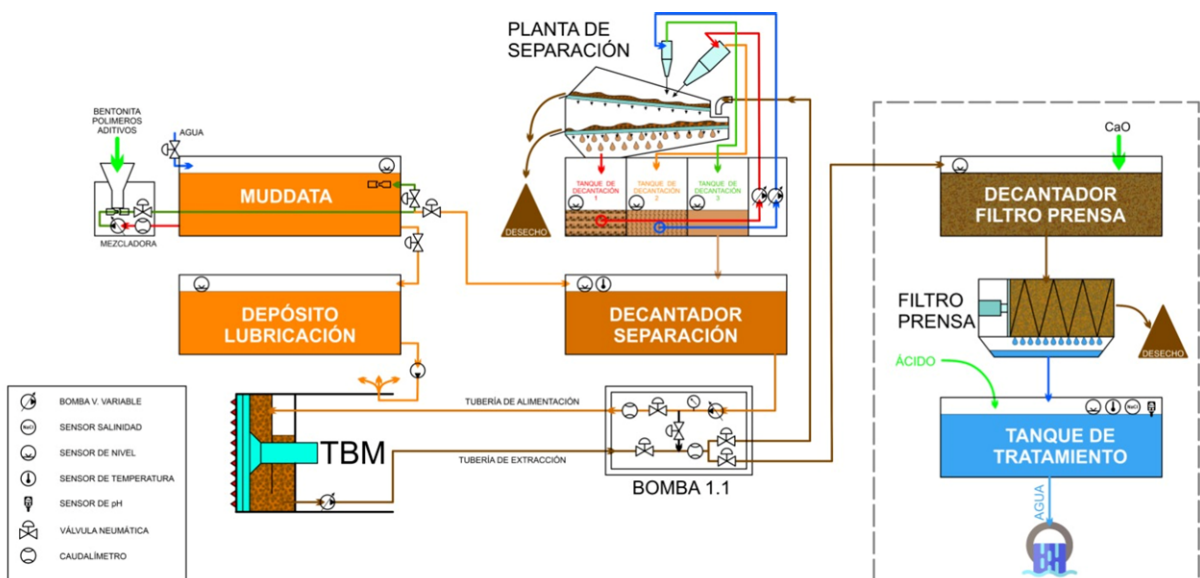 PLANTA DE
SEPARACIÓN
BENTONITA
POLIMEROS
ADITIVOS
AGUA
MUDDATA
MEZCLADORA
TANQUE DE
DECANTACIÓN
1
TANQUE DE
DECANTACIÓN
2
TANQUE DE
DECANTACIÓN
3
DESECHO
CaO
DECANTADOR
FILTRO PRENSA
DEPÓSITO
LUBRICACIÓN
DECANTADOR
SEPARACIÓN
FILTRO
PRENSA
DESECHO
ÁCIDO
NaCl
TANQUE DE
TRATAMIENTO
AGUA
TUBERÍA DE ALIMENTACIÓN
TBM
TUBERÍA DE EXTRACCIÓN
BOMBA 1.1
BOMBA V. VARIABLE
NaCl
SENSOR SALINIDAD
SENSOR DE NIVEL
SENSOR DE TEMPERATURA
SENSOR DE pH
VÁLVULA NEUMÁTICA
CAUDALÍMETRO